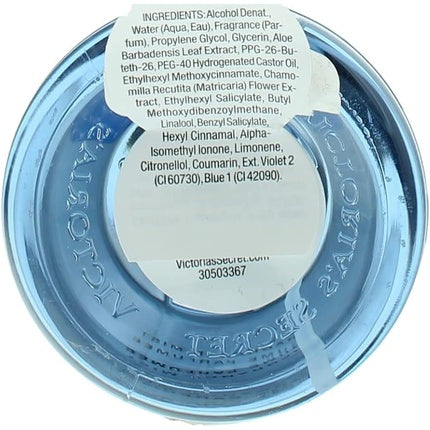 INGREDIENTS: Alcohol Denat.,
Water (Aqua, Eau), Fragrance (Par-
fum), Propylene Glycol, Glycerin, Aloe
Barbadensis Leaf Extract, PPG-26-Bu-
teth-26, PEG-40 Hydrogenated Castor Oil,
Ethylhexyl Methoxycinnamate, Chamo-
milla Recutita (Matricaria) Flower Ex-
tract, Ethylhexyl Salicylate, Butyl
Methoxydibenzoylmethane,
Linalool, Benzyl Salicylate,
Hexyl Cinnamal, Alpha-
Isomethyl Ionone, Limonene,
Citronellol, Coumarin, Ext. Violet 2
(CI 60730), Blue 1 (CI 42090).
VictoriasSecret.com
30503367
VICTORIA'S SECRET
VICTORIA'S